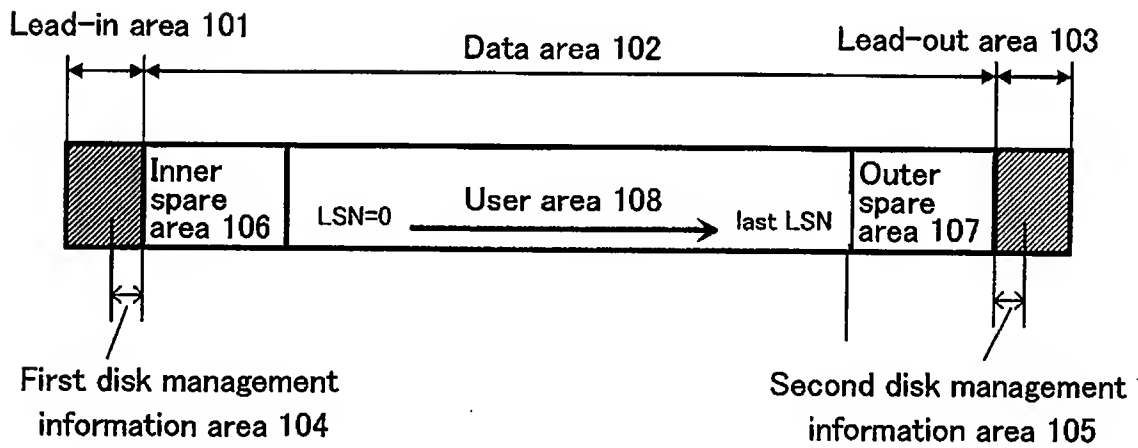 Lead-in area 101
Data area 102
Lead-out area 103
Inner
spare
area 106
LSN=0
User area 108
last LSN
Outer
spare
area 107
First disk management
information area 104
Second disk management
information area 105